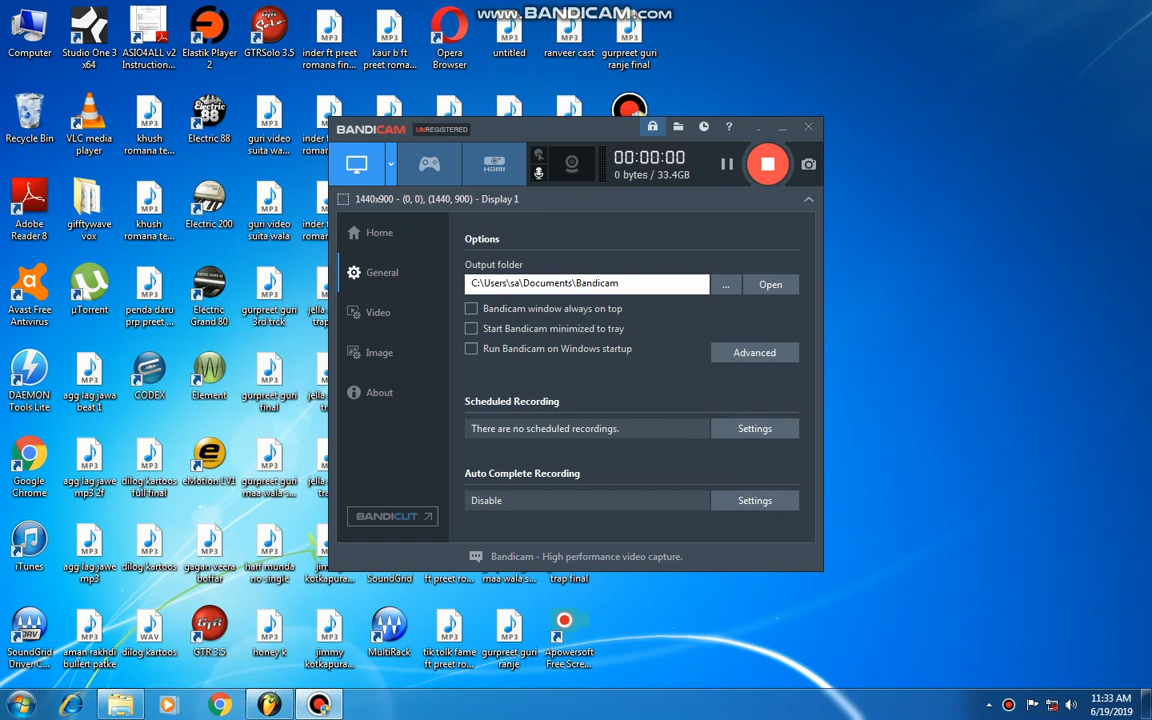 www.BANDICAM.com
Computer
Studio One 3 x64
ASIO4ALL v2 Instruction...
Elastik Player 2
GTRSolo 3.5
inder ft preet romana fin...
kaur b ft preet roma...
Opera Browser
untitled
ranveer cast
gurpreet guri ranje final
Recycle Bin
VLC media player
khush romana te...
Electric 88
guri video suita wa...
BANDICAM
UNREGISTERED
00:00:00
0 bytes / 33.4GB
HDMI
1440x900 - (0, 0), (1440, 900) - Display 1
Adobe Reader 8
gifftywave vox
khush romana te...
Electric 200
guri video suita wala
Home
General
Video
Image
About
BANDICUT
Options
Output folder
C:\Users\sa\Documents\Bandicam
...
Open
Bandicam window always on top
Start Bandicam minimized to tray
Run Bandicam on Windows startup
Advanced
Scheduled Recording
There are no scheduled recordings.
Settings
Auto Complete Recording
Disable
Settings
Bandicam - High performance video capture.
Avast Free Antivirus
µTorrent
penda daru prp preet ...
Electric Grand 80
gurpreet guri 3rd trck
DAEMON Tools Lite
agg lag jawa beat 1
CODEX
Element
gurpreet guri final
Google Chrome
agg lag jawe mp3 2f
dilog kartoos full final
eMotion LV1
gurpreet guri maa wala s...
iTunes
agg lag jawe mp3
dilog kartoos
gagan veera boffar
harf munda no single
jimmy kotkapura...
SoundGrid
ft preet ro...
maa wala s...
trap final
SoundGrid Driver C...
aman rakhdi bullert patke
dilog kartoos
GTR 3.5
honey k
jimmy kotkapura...
MultiRack
tik tolk fame ft preet ro...
gurpreet guri ranje
Apowersoft Free Scre...
11:33 AM
6/19/2019